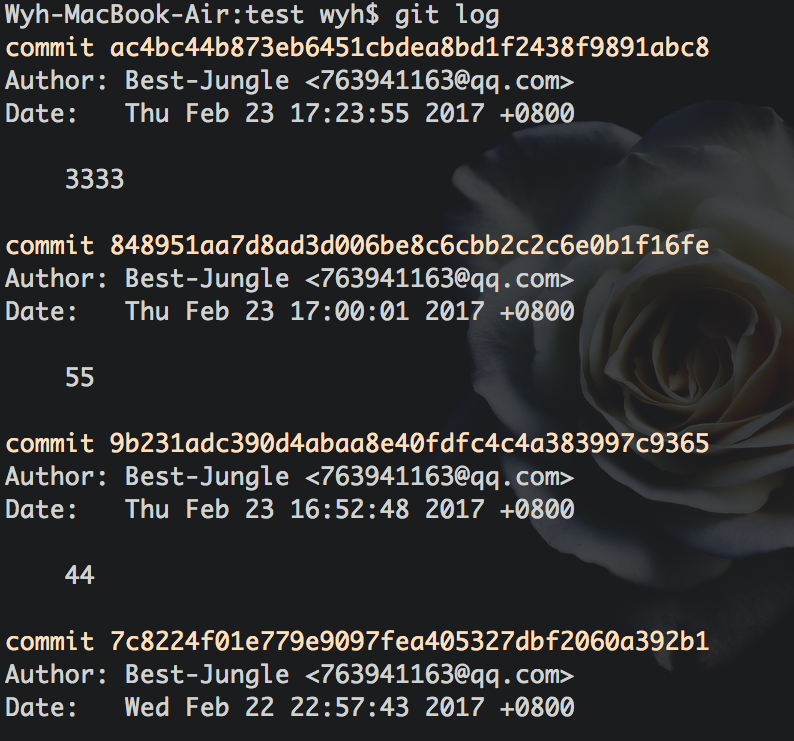 Wyh-MacBook-Air:test wyh$ git log
commit ac4bc44b873eb6451cbdea8bd1f2438f9891abc8
Author: Best-Jungle <763941163@qq.com>
Date:   Thu Feb 23 17:23:55 2017 +0800
3333
commit 848951aa7d8ad3d006be8c6cbb2c2c6e0b1f16fe
Author: Best-Jungle <763941163@qq.com>
Date:   Thu Feb 23 17:00:01 2017 +0800
55
commit 9b231adc390d4abaa8e40fdfc4c4a383997c9365
Author: Best-Jungle <763941163@qq.com>
Date:   Thu Feb 23 16:52:48 2017 +0800
44
commit 7c8224f01e779e9097fea405327dbf2060a392b1
Author: Best-Jungle <763941163@qq.com>
Date:   Wed Feb 22 22:57:43 2017 +0800